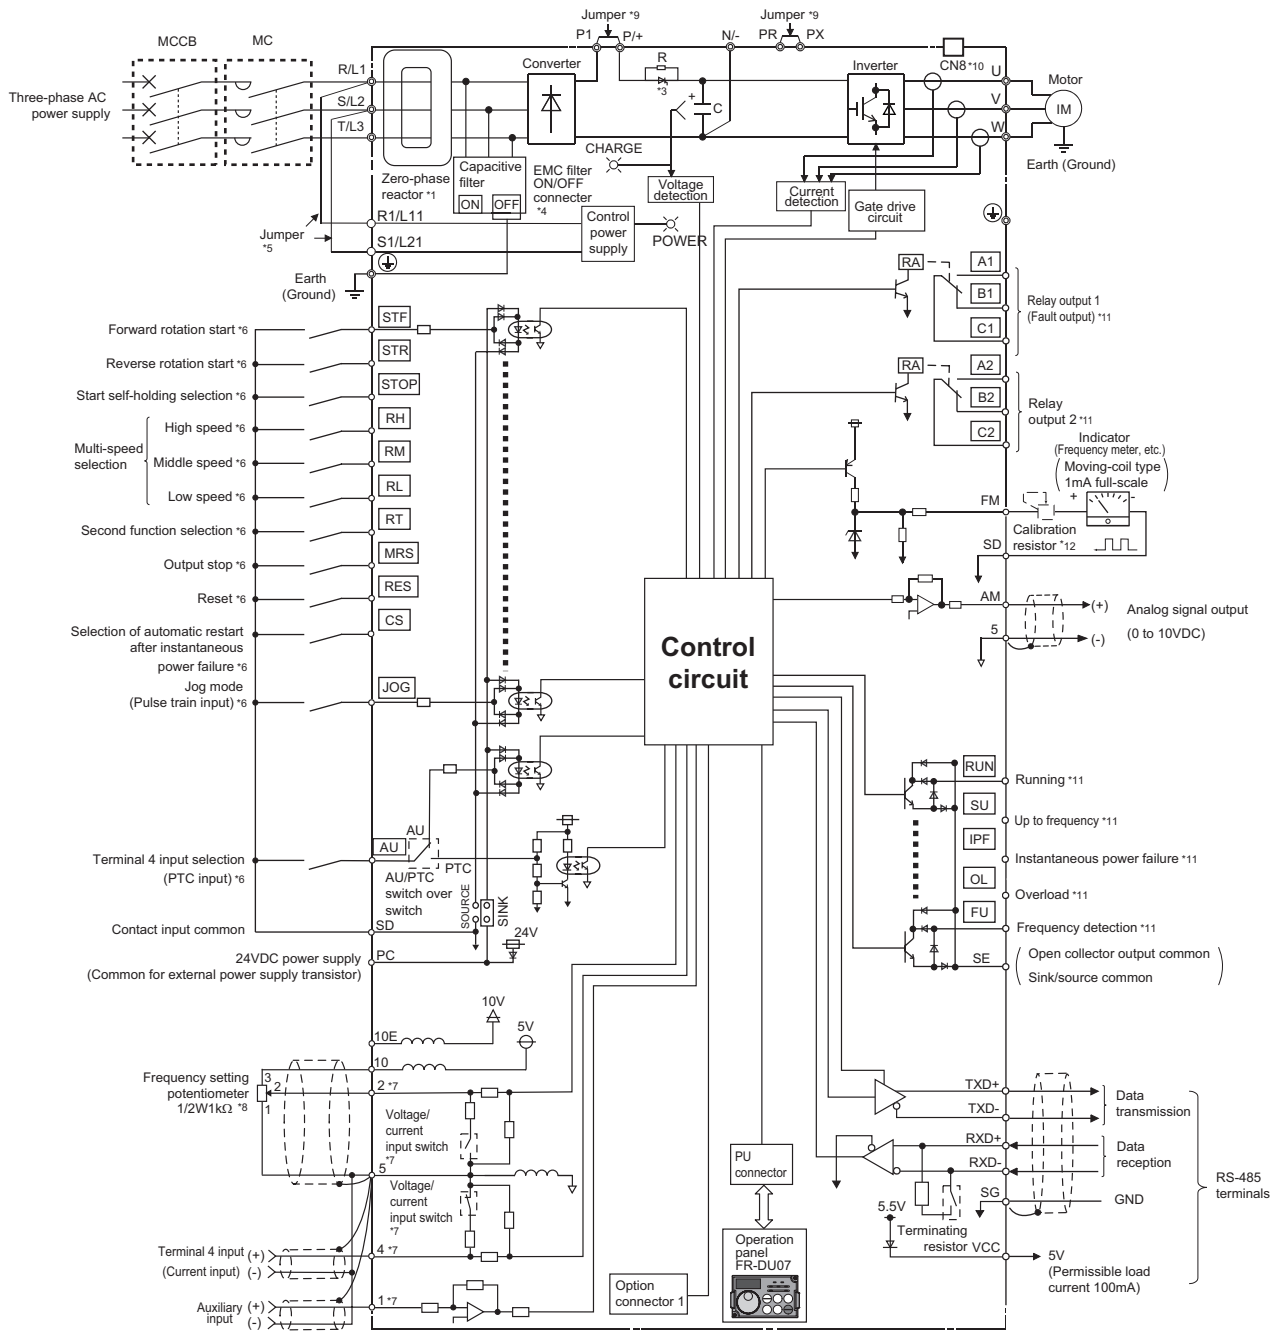 Jumper *9
Jumper *9
MCCB
MC
P1
P/+
N/-
PR
PX
CN8*10
R/L1
Converter
R
*3
Inverter
U
Motor
Three-phase AC
power supply
S/L2
+
C
V
IM
T/L3
W
CHARGE
Earth (Ground)
Zero-phase
reactor *1
Capacitive
filter
ON
OFF
EMC filter
ON/OFF
connecter
*4
Voltage
detection
Current
detection
Gate drive
circuit
Jumper
*5
R1/L11
S1/L21
Control
power
supply
POWER
Earth
(Ground)
RA
A1
B1
C1
Relay output 1
(Fault output) *11
RA
A2
B2
C2
Relay
output 2 *11
Forward rotation start *6
STF
Reverse rotation start *6
STR
Start self-holding selection *6
STOP
Multi-speed
selection
High speed *6
RH
Middle speed *6
RM
Low speed *6
RL
Second function selection *6
RT
Output stop *6
MRS
Reset *6
RES
Selection of automatic restart
after instantaneous
power failure *6
CS
Jog mode
(Pulse train input) *6
JOG
Indicator
(Frequency meter, etc.)
Moving-coil type
1mA full-scale
FM
+
-
Calibration
resistor *12
SD
AM
(+)
Analog signal output
(0 to 10VDC)
5
(-)
Control
circuit
RUN
Running *11
SU
Up to frequency *11
IPF
Instantaneous power failure *11
OL
Overload *11
FU
Frequency detection *11
SE
Open collector output common
Sink/source common
Terminal 4 input selection
(PTC input) *6
AU
AU
PTC
AU/PTC
switch over
switch
SOURCE
SINK
Contact input common
SD
24V
24VDC power supply
(Common for external power supply transistor)
PC
10V
5V
10E
10
Frequency setting
potentiometer
1/2W1kΩ *8
3
2
1
2 *7
Voltage/
current
input switch
*7
5
Voltage/
current
input switch
*7
Terminal 4 input
(Current input)
(+)
(-)
4 *7
Auxiliary
input
(+)
(-)
1 *7
Option
connector 1
PU
connector
Operation
panel
FR-DU07
TXD+
TXD-
Data
transmission
RXD+
RXD-
Data
reception
RS-485
terminals
SG
GND
5.5V
Terminating
resistor
VCC
5V
(Permissible load
current 100mA)